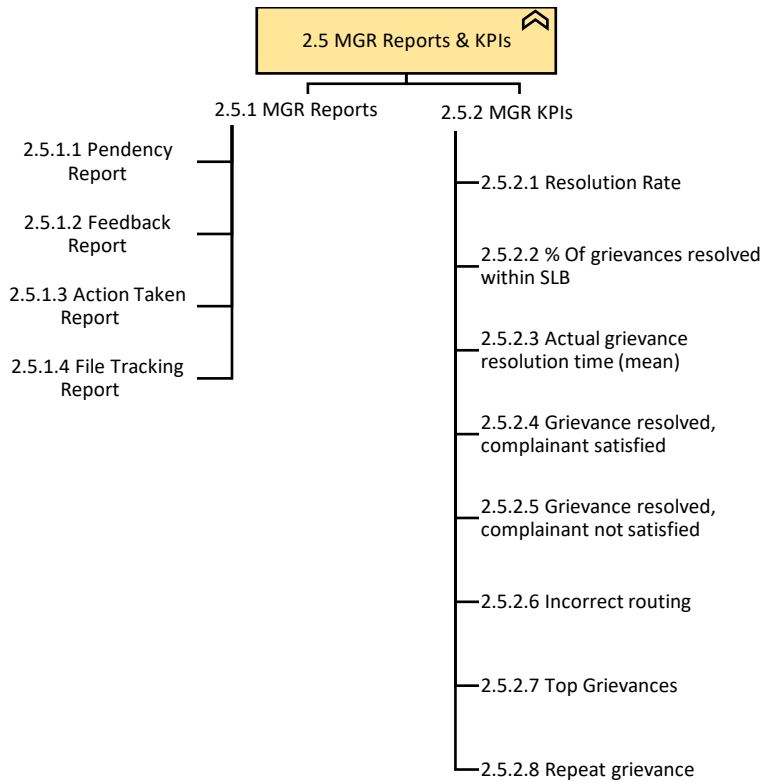 2.5 MGR Reports & KPIs
2.5.1 MGR Reports
2.5.1.1 Pendency
Report
2.5.1.2 Feedback
Report
2.5.1.3 Action Taken
Report
2.5.1.4 File Tracking
Report
2.5.2 MGR KPIs
2.5.2.1 Resolution Rate
2.5.2.2 % Of grievances resolved
within SLB
2.5.2.3 Actual grievance
resolution time (mean)
2.5.2.4 Grievance resolved,
complainant satisfied
2.5.2.5 Grievance resolved,
complainant not satisfied
2.5.2.6 Incorrect routing
2.5.2.7 Top Grievances
2.5.2.8 Repeat grievance